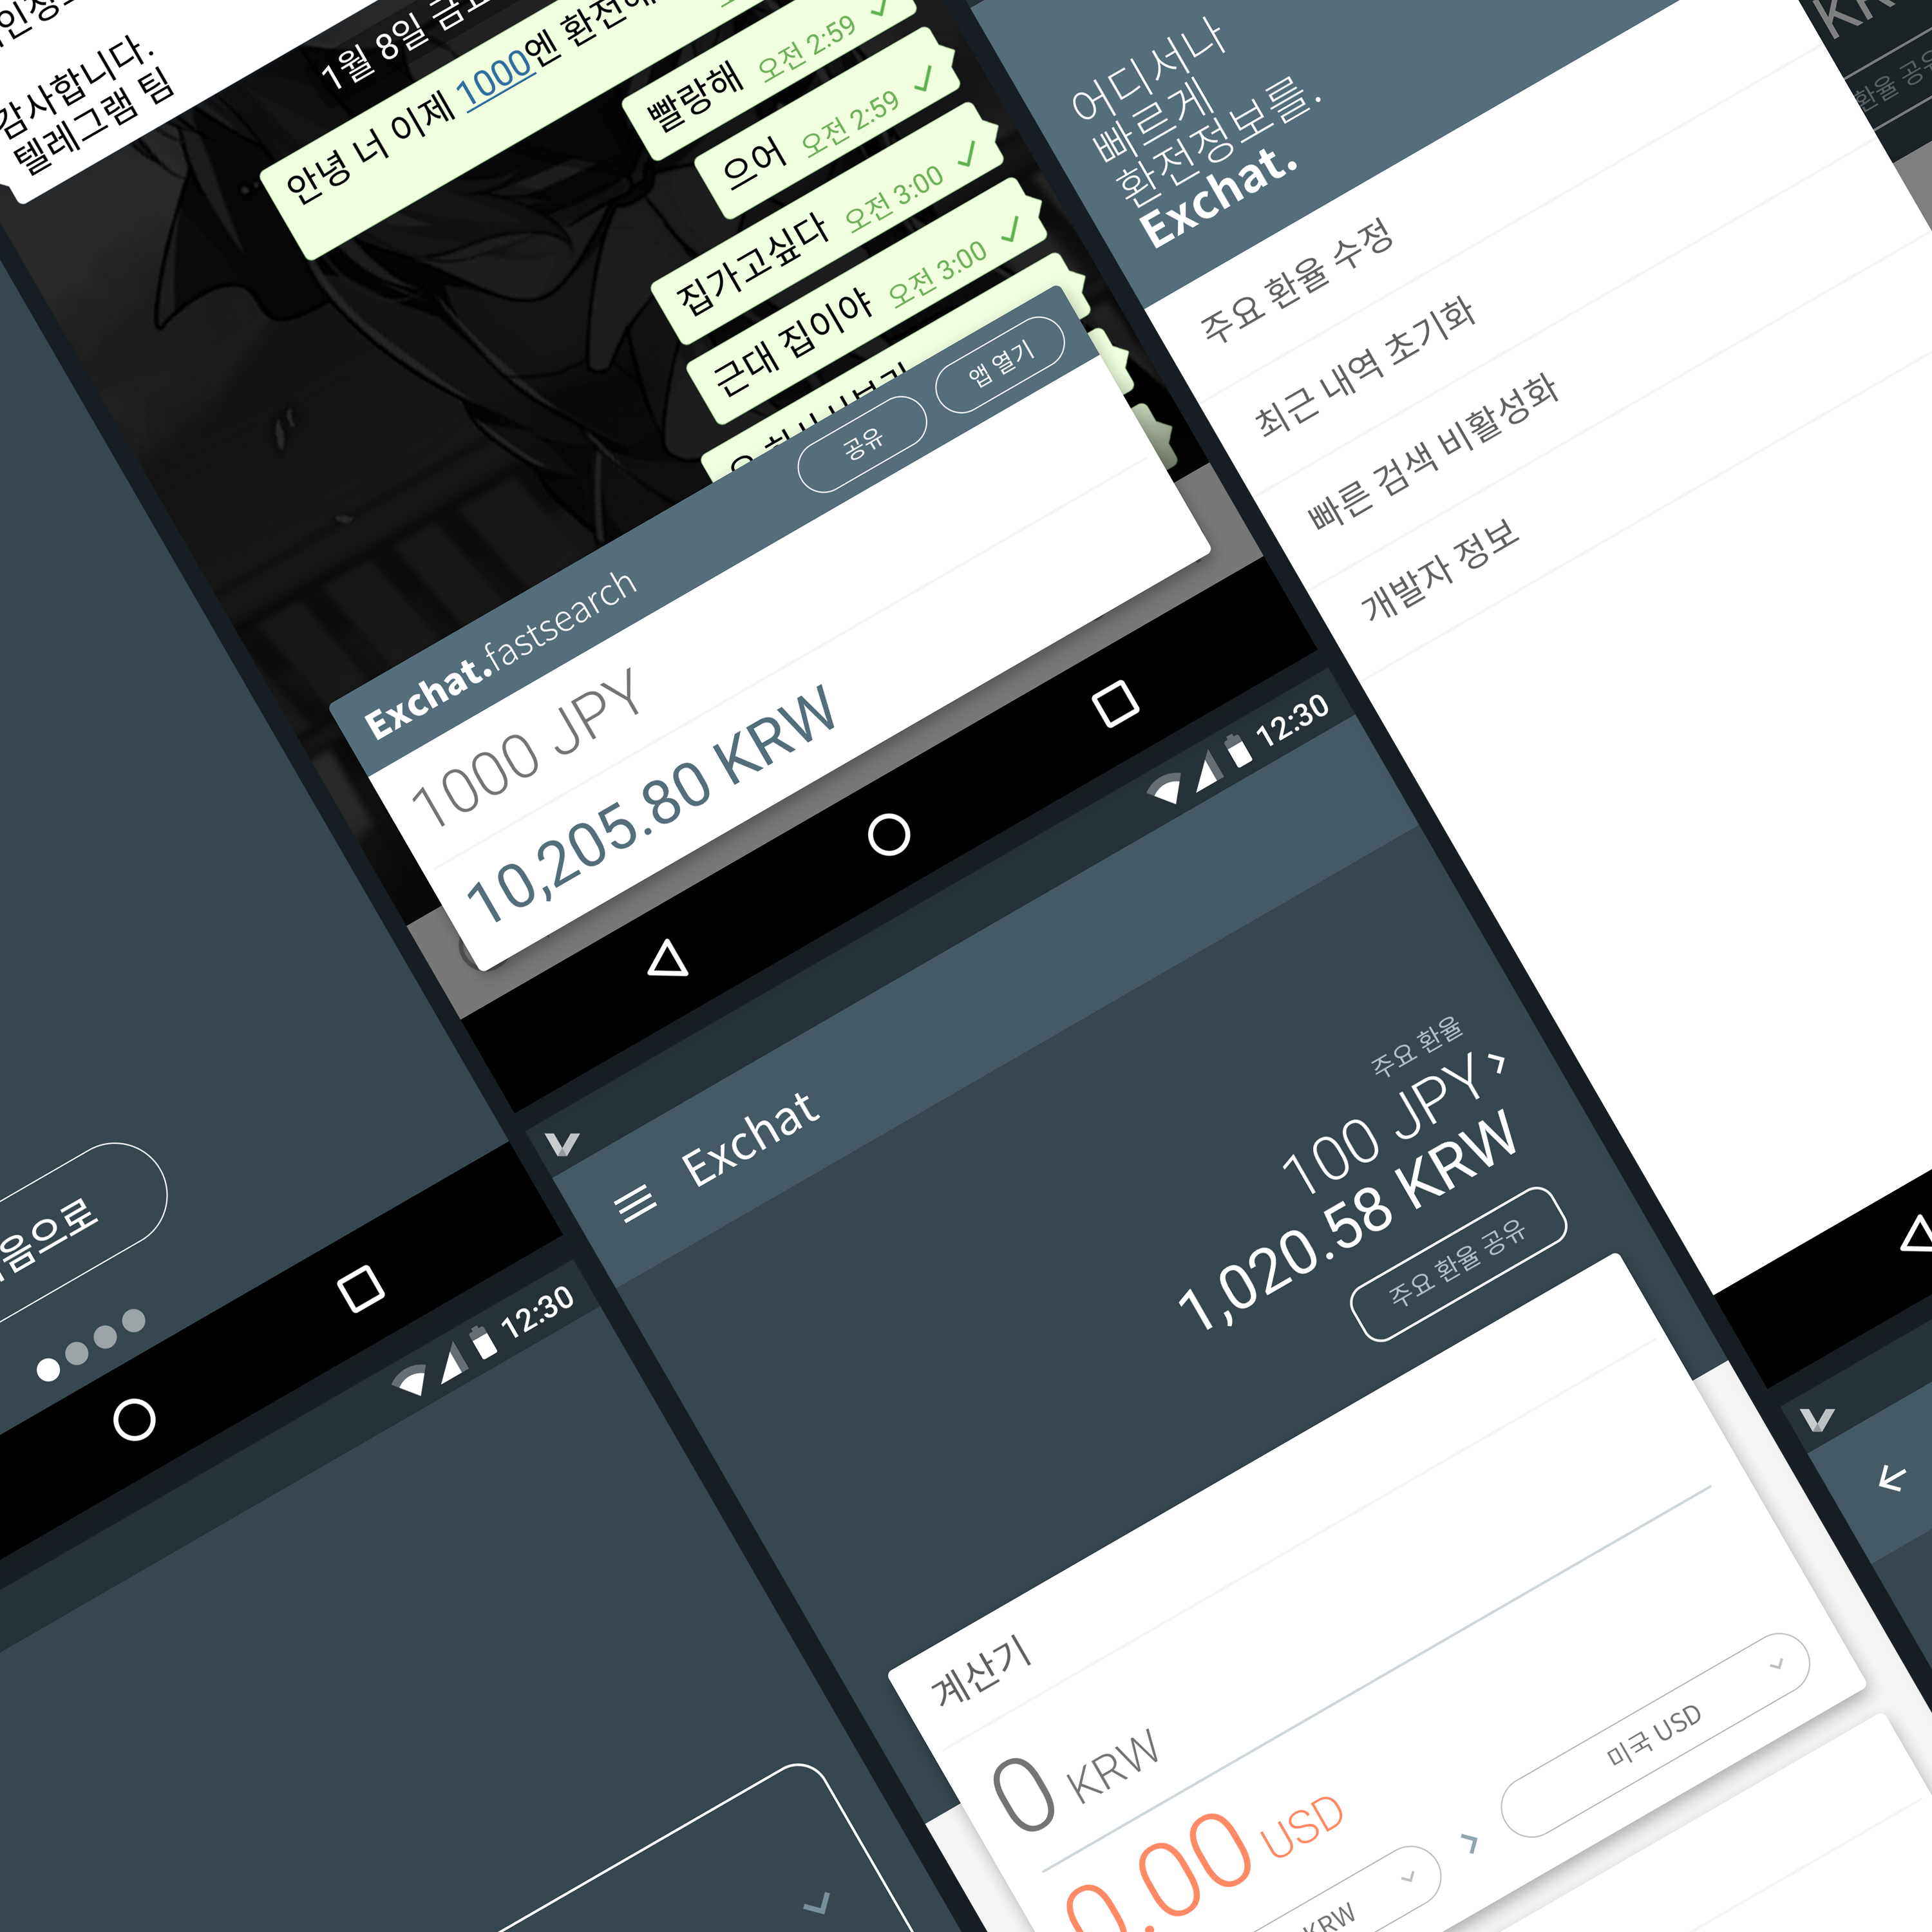 감사합니다.
텔레그램 팀
1월 8일
안녕 너 이제 1000엔 환전해
빨랑해 오전 2:59
으어 오전 2:59
집가고싶다 오전 3:00
근대 집이야 오전 3:00
공유
앱 열기
Exchat.fastsearch
1000 JPY
10,205.80 KRW
어디서나
빠르게
환전정보를.
Exchat.
주요 환율 수정
최근 내역 초기화
빠른 검색 비활성화
개발자 정보
KR
환율 공유
음으로
12:30
12:30
Exchat
주요 환율
100 JPY
1,020.58 KRW
주요 환율 공유
계산기
0 KRW
0.00 USD
KRW
미국 USD